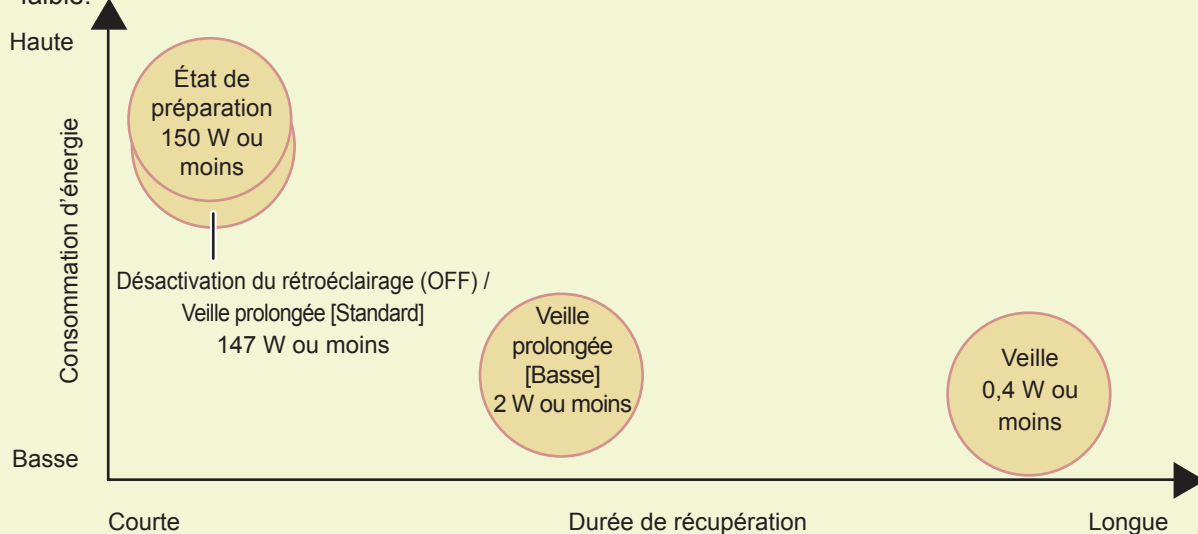 faible.
Haute
État de
préparation
150 W ou
moins
Consommation d'énergie
Désactivation du rétroéclairage (OFF) /
Veille prolongée [Standard]
147 W ou moins
Veille
prolongée
[Basse]
2 W ou moins
Veille
0,4 W ou
moins
Basse
Courte
Durée de récupération
Longue